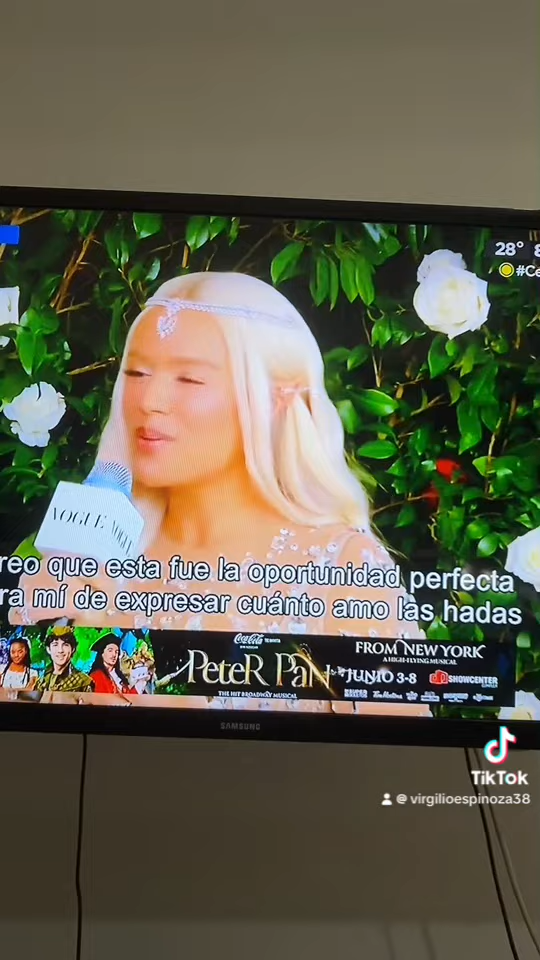 28°
#Ce
VOGUE
reo que esta fue la oportunidad perfecta
ra mí de expresar cuánto amo las hadas
Coca-Cola
PeteR PaN
THE HIT BROADWAY MUSICAL
FROM NEW YORK
A HIGH-FLYING MUSICAL
JUNIO 3-8
SHOWCENTER
SAMSUNG
TikTok
@ virgilioespinoza38